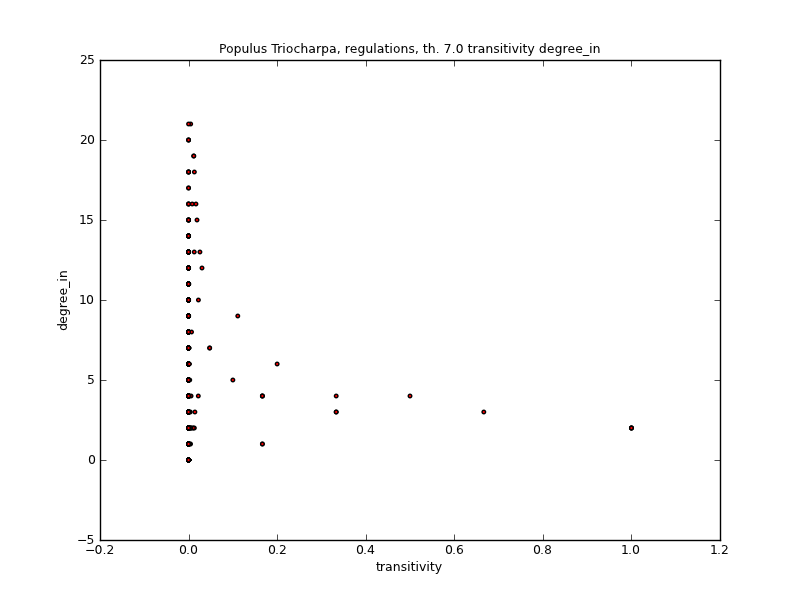 Populus Triocharpa, regulations, th. 7.0 transitivity degree_in
25
20
15
10
5
0
−5
degree_in
−0.2 0.0 0.2 0.4 0.6 0.8 1.0 1.2
transitivity